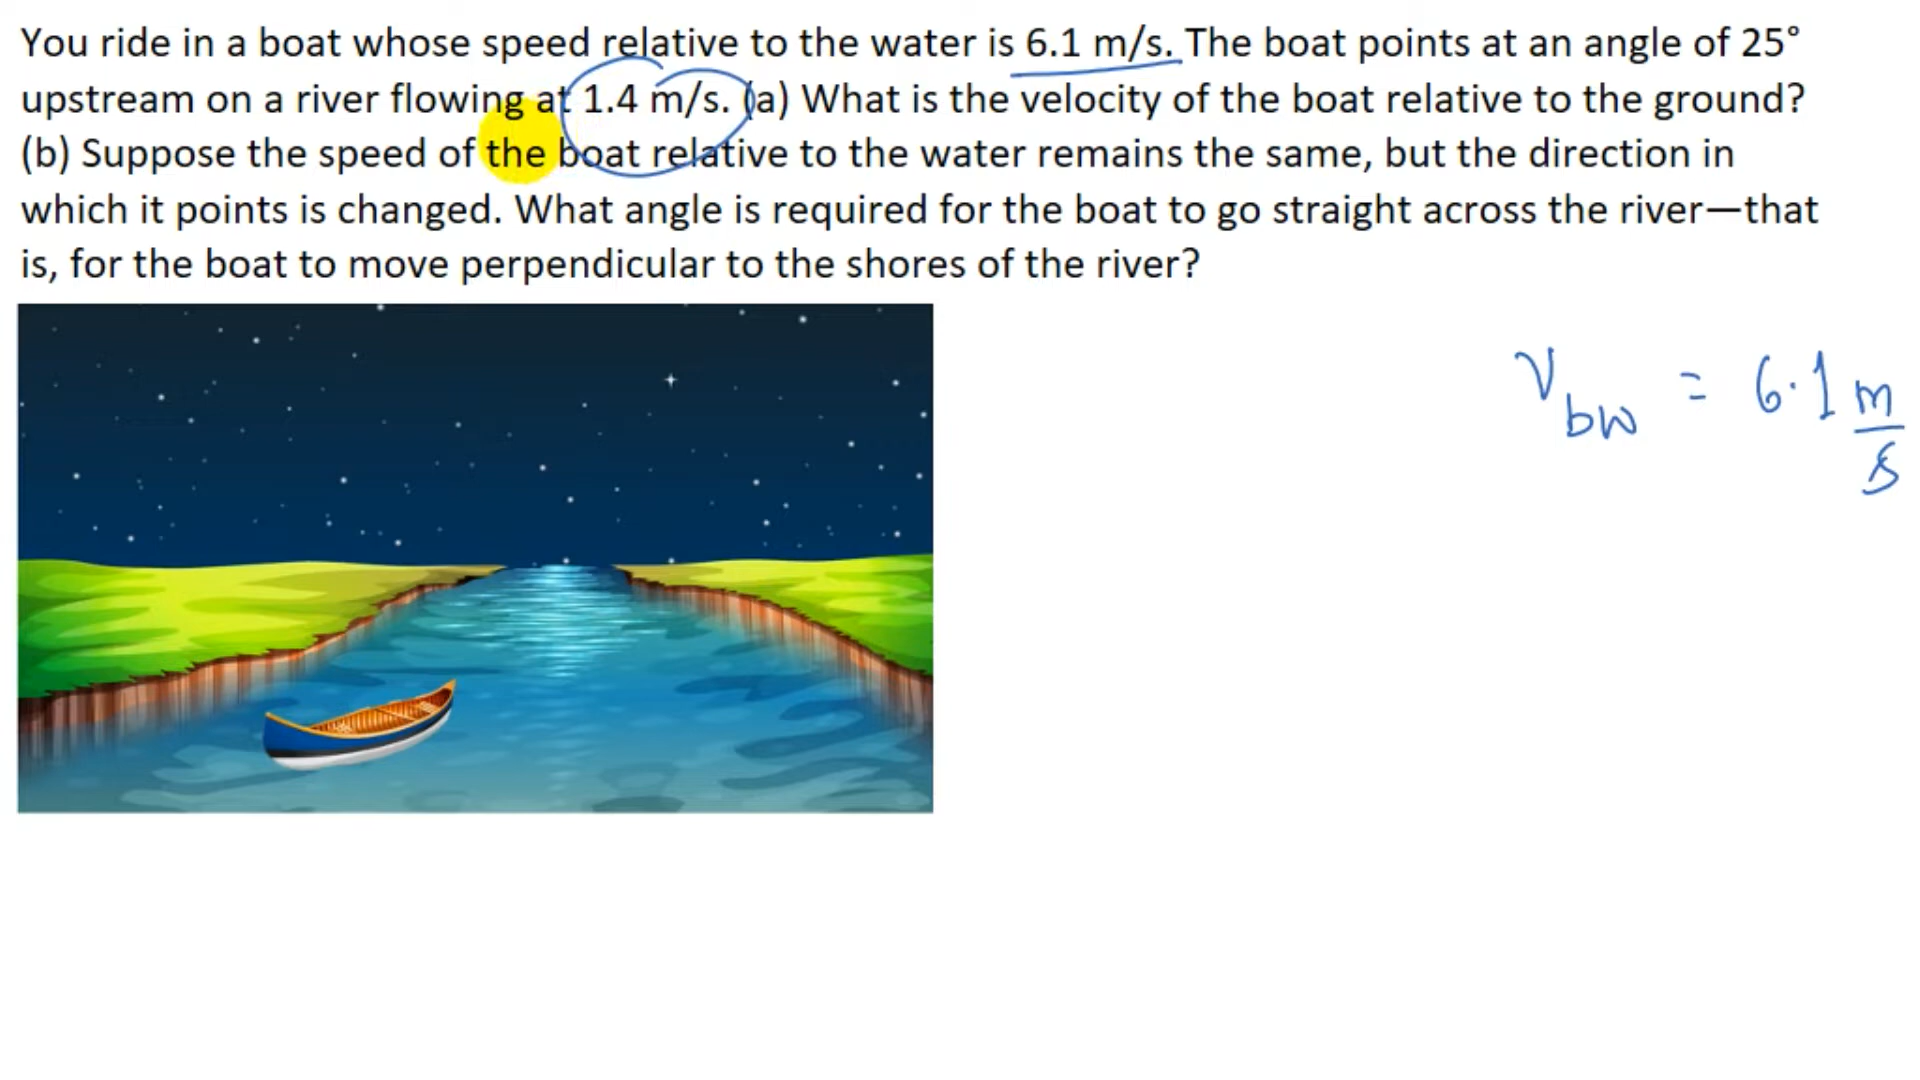 You ride in a boat whose speed relative to the water is 6.1 m/s. The boat points at an angle of 25°
upstream on a river flowing at 1.4 m/s. (a) What is the velocity of the boat relative to the ground?
(b) Suppose the speed of the boat relative to the water remains the same, but the direction in
which it points is changed. What angle is required for the boat to go straight across the river—that
is, for the boat to move perpendicular to the shores of the river?
V_bw = 6.1 m/s